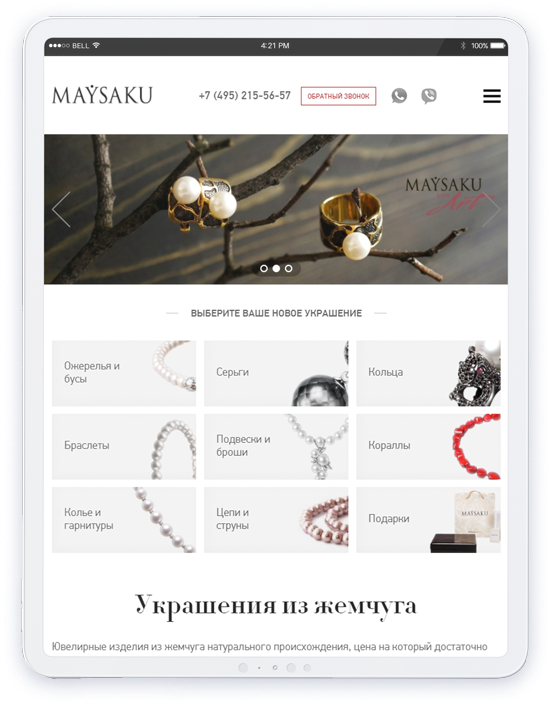 BELL 4:21 PM 100%
MAYSAKU +7 (495) 215-56-57 ОБРАТНЫЙ ЗВОНОК
MAYSAKU
Art
ВЫБЕРИТЕ ВАШЕ НОВОЕ УКРАШЕНИЕ
Ожерелья и
бусы
Серьги
Кольца
Браслеты
Подвески и
броши
Кораллы
Колье и
гарнитуры
Цепи и
струны
Подарки
MAYSAKU
Украшения из жемчуга
Ювелирные изделия из жемчуга натурального происхождения, цена на который достаточно